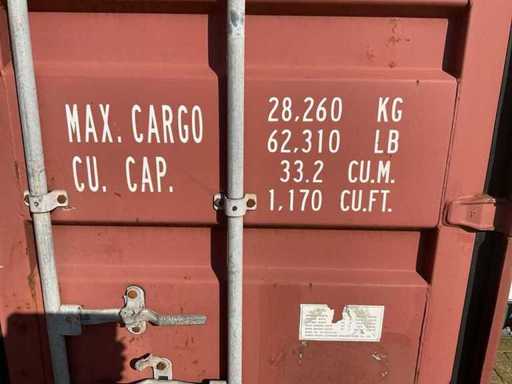 MAX. CARGO 28,260 KG
62,310 LB
CU. CAP. 33.2 CU.M.
1,170 CU.FT.